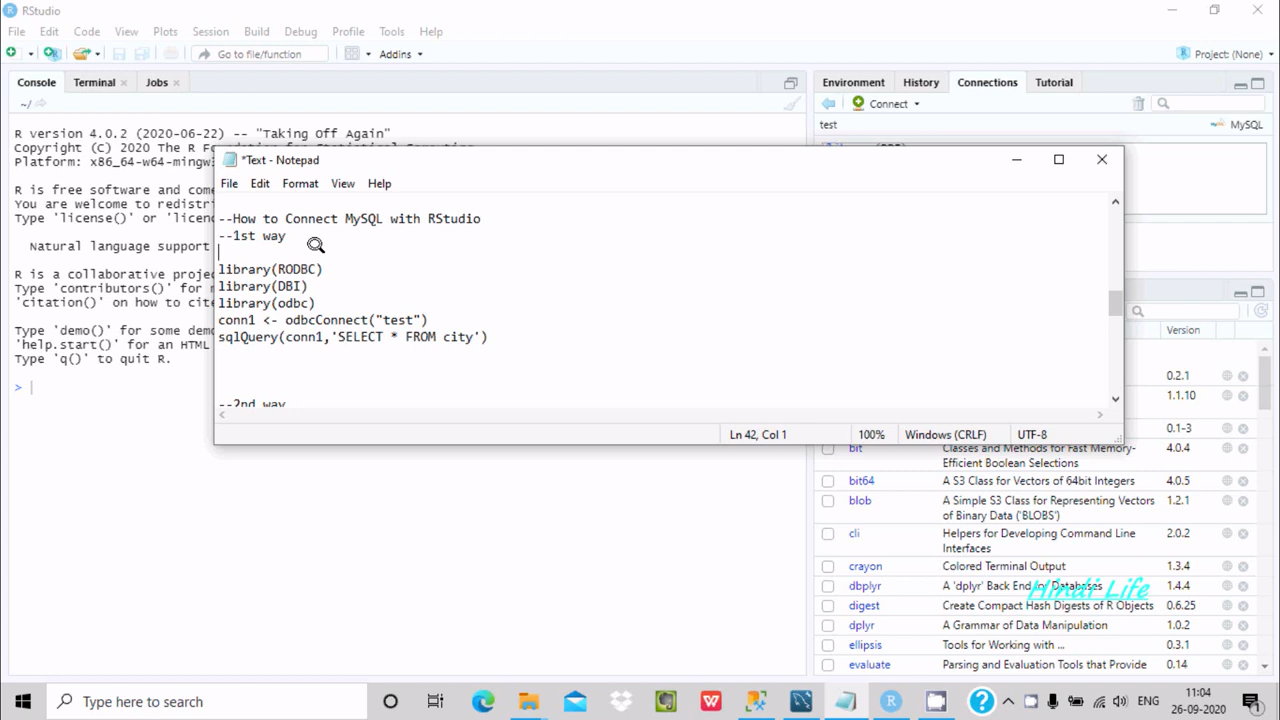 RStudio
File Edit Code View Plots Session Build Debug Profile Tools Help
Go to file/function Addins Project: (None)
Console Terminal Jobs
~/
R version 4.0.2 (2020-06-22) -- "Taking Off Again"
Copyright (C) 2020 The R
Platform: x86_64-w64-mingw
R is free software and come
You are welcome to redistri
Type 'license()' or 'licenc
Natural language support
R is a collaborative projec
Type 'contributors()' for m
'citation()' on how to cite
Type 'demo()' for some demo
'help.start()' for an HTML
Type 'q()' to quit R.
>
Environment History Connections Tutorial
Connect
test MySQL
*Text - Notepad
File Edit Format View Help
--How to Connect MySQL with RStudio
--1st way
library(RODBC)
library(DBI)
library(odbc)
conn1 <- odbcConnect("test")
sqlQuery(conn1,'SELECT * FROM city')
--2nd way
Ln 42, Col 1 100% Windows (CRLF) UTF-8
Version
0.2.1
1.1.10
0.1-3
bit Classes and Methods for Fast Memory-Efficient Boolean Selections 4.0.4
bit64 A S3 Class for Vectors of 64bit Integers 4.0.5
blob A Simple S3 Class for Representing Vectors of Binary Data ('BLOBS') 1.2.1
cli Helpers for Developing Command Line Interfaces 2.0.2
crayon Colored Terminal Output 1.3.4
dbplyr A 'dplyr' Back End for Databases 1.4.4
Hindi Life
digest Create Compact Hash Digests of R Objects 0.6.25
dplyr A Grammar of Data Manipulation 1.0.2
ellipsis Tools for Working with ... 0.3.1
evaluate Parsing and Evaluation Tools that Provide 0.14
Type here to search
ENG 11:04
26-09-2020